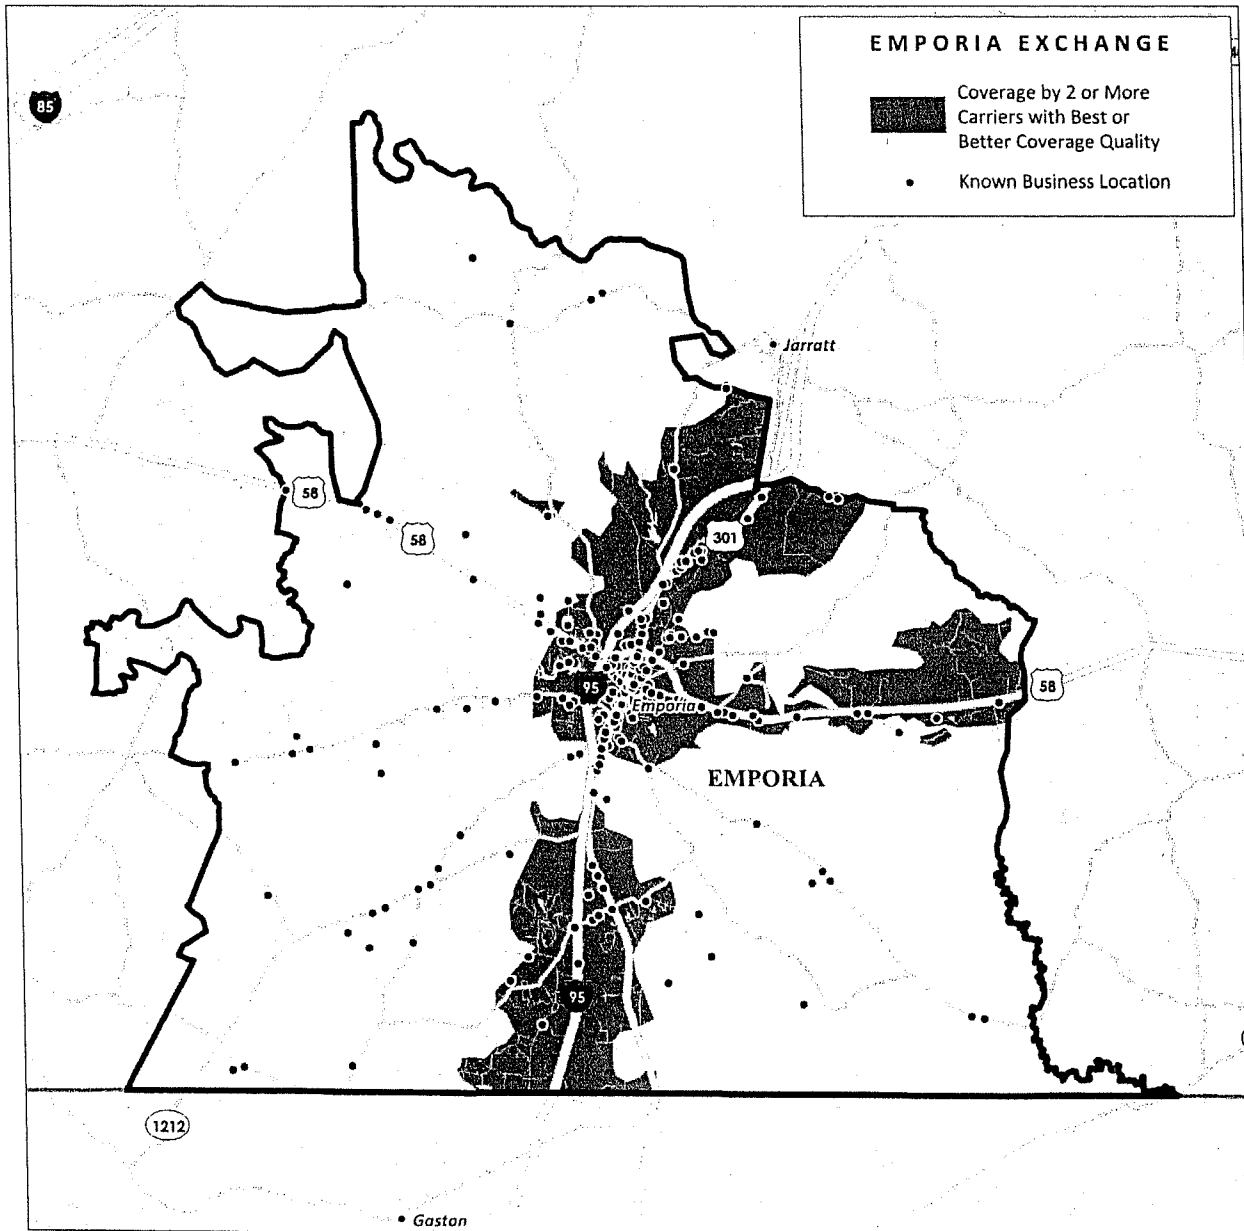 EMPORIA EXCHANGE
Coverage by 2 or More
Carriers with Best or
Better Coverage Quality
Known Business Location
85
Jarratt
58
58
301
95
58
Emporia
EMPORIA
95
1212
Gaston